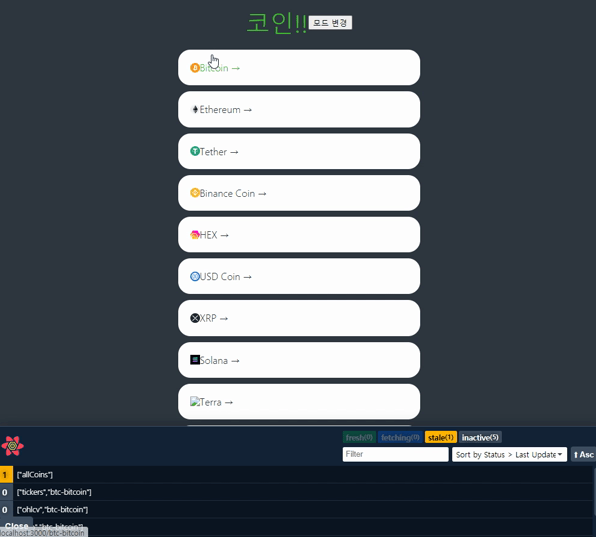 코인!! 모드 변경
Bitcoin →
Ethereum →
Tether →
Binance Coin →
HEX →
USD Coin →
XRP →
Solana →
Terra →
fresh(0) fetching(0) stale(1) inactive(5)
Filter Sort by Status > Last Update ⬆ Asc
1 ["allCoins"]
0 ["tickers","btc-bitcoin"]
0 ["ohlcv","btc-bitcoin"]
Close "btc-bitcoin"]
localhost:3000/btc-bitcoin